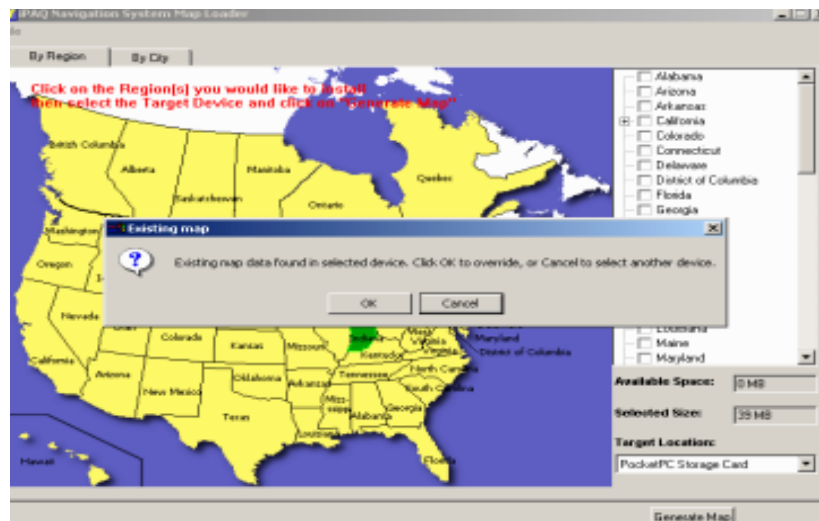 iPAQ Navigation System Map Loader
By Region
By City
Click on the Region[s] you would like to install
then select the Target Device and click on "Generate Map"
British Columbia
Alberta
Manitoba
Saskatchewan
Ontario
Quebec
Alabama
Arizona
Arkansas
California
Colorado
Connecticut
Delaware
District of Columbia
Florida
Georgia
Existing map
Existing map data found in selected device. Click OK to override, or Cancel to select another device.
OK
Cancel
Washington
Oregon
Nevada
California
Utah
Colorado
Kansas
Missouri
Indiana
Kentucky
West Virginia
Virginia
Maryland
District of Columbia
Arizona
New Mexico
Oklahoma
Arkansas
Tennessee
North Carolina
South Carolina
Texas
Alabama
Georgia
Florida
Hawaii
Louisiana
Maine
Maryland
Available Space:
0 MB
Selected Size:
39 MB
Target Location:
PocketPC Storage Card
Generate Map